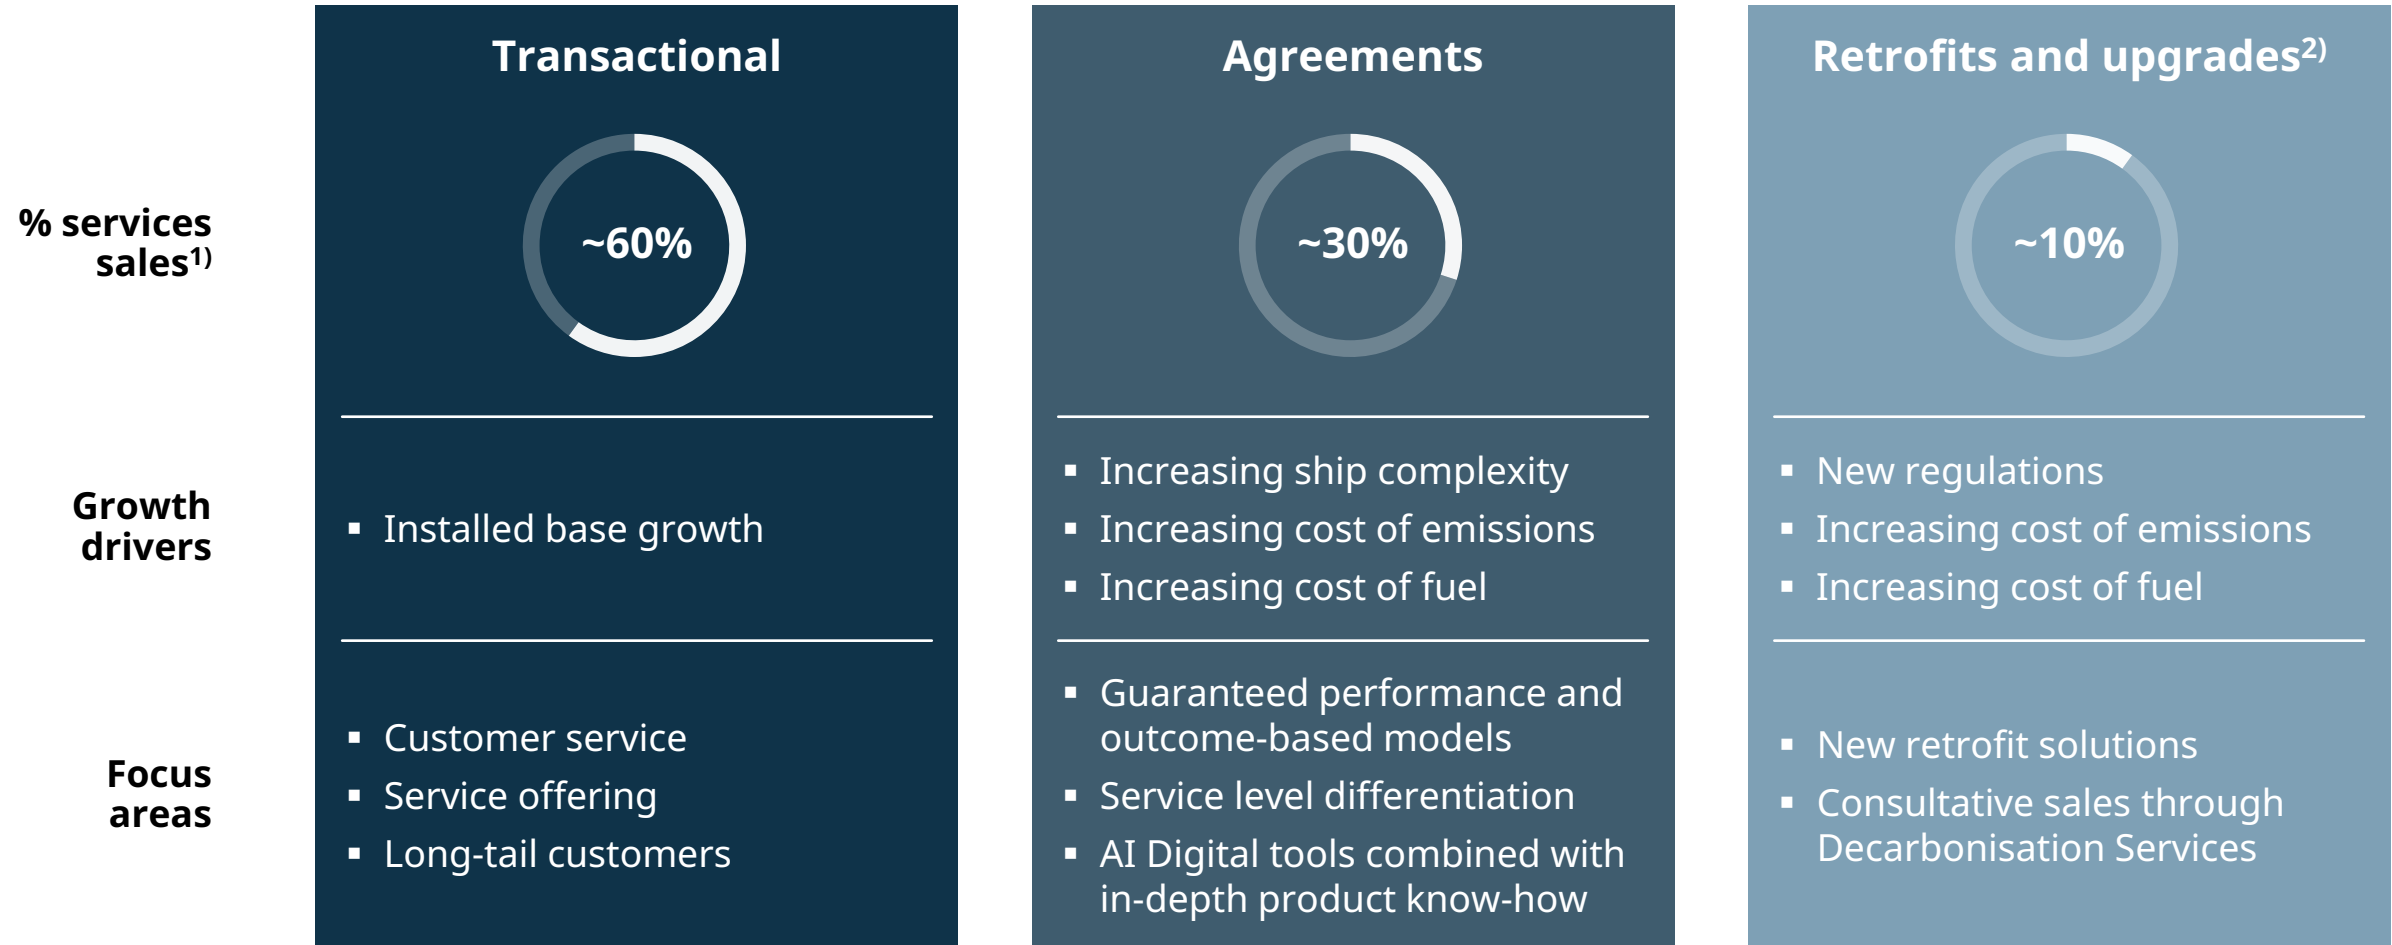 Transactional
Agreements
Retrofits and upgrades2)
% services
sales1)
~60%
~30%
~10%
Growth
drivers
▪ Installed base growth
▪ Increasing ship complexity
▪ Increasing cost of emissions
▪ Increasing cost of fuel
▪ New regulations
▪ Increasing cost of emissions
▪ Increasing cost of fuel
Focus
areas
▪ Customer service
▪ Service offering
▪ Long-tail customers
▪ Guaranteed performance and
outcome-based models
▪ Service level differentiation
▪ AI Digital tools combined with
in-depth product know-how
▪ New retrofit solutions
▪ Consultative sales through
Decarbonisation Services